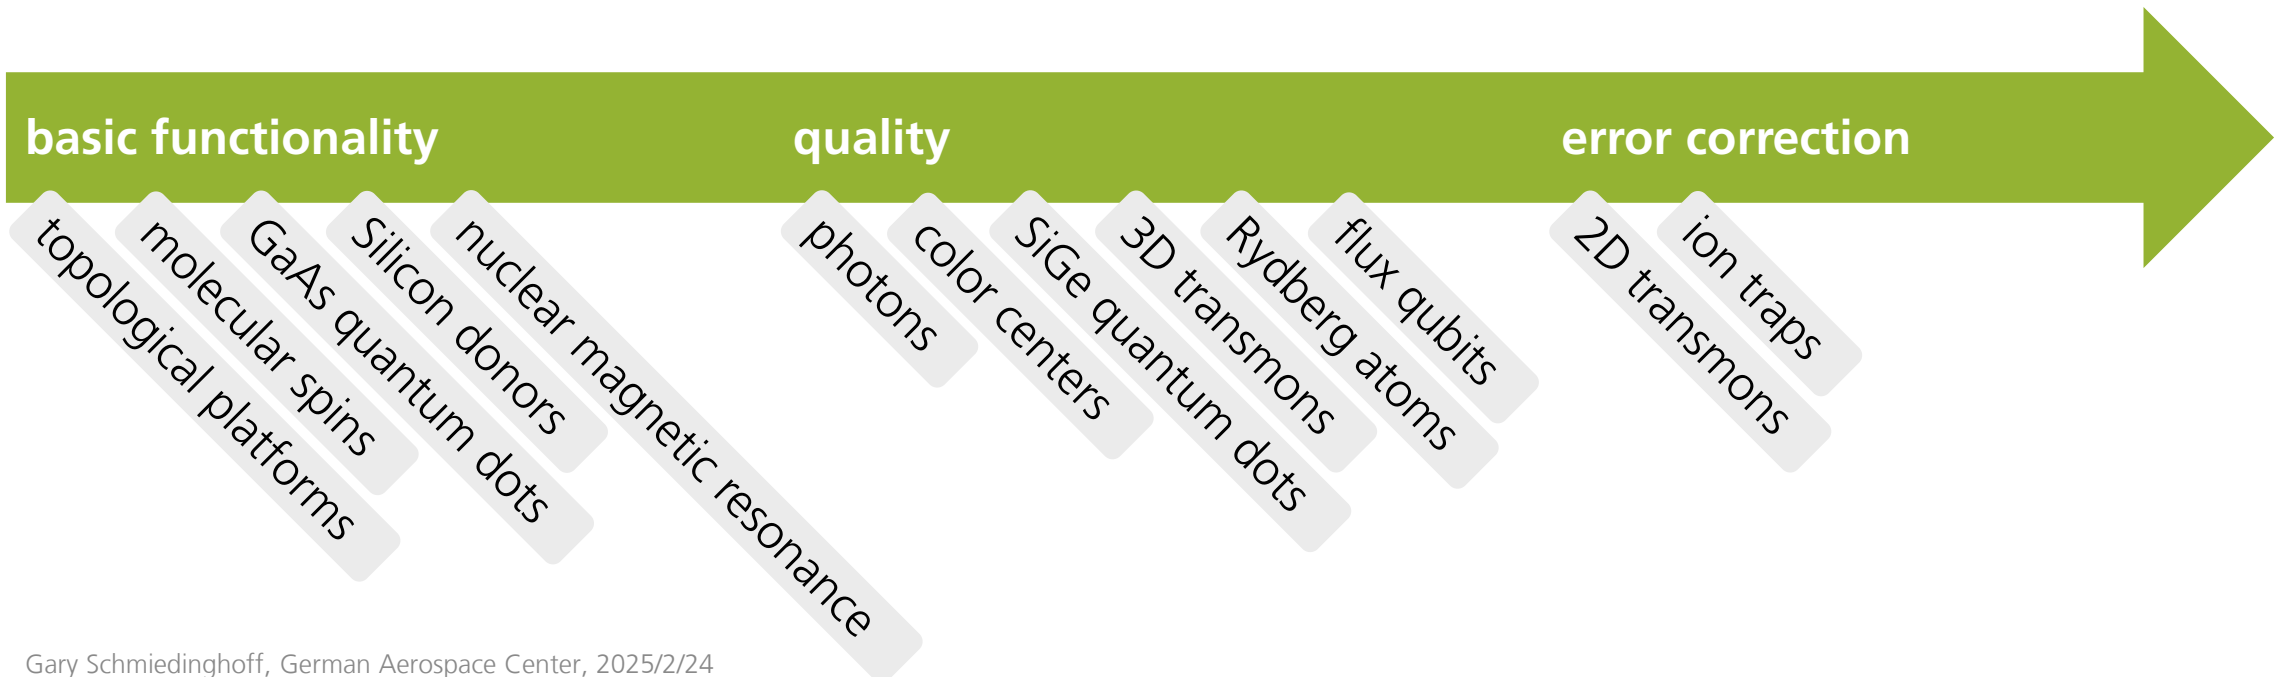 basic functionality
quality
error correction
topological platforms
molecular spins
GaAs quantum dots
Silicon donors
nuclear magnetic resonance
photons
color centers
SiGe quantum dots
3D transmons
Rydberg atoms
flux qubits
2D transmons
ion traps
Gary Schmiedinghoff, German Aerospace Center, 2025/2/24